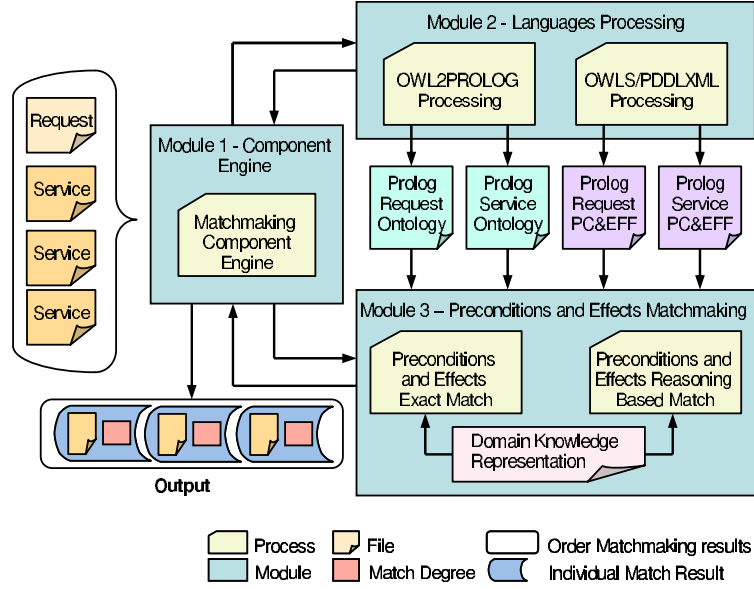 Module 2 - Languages Processing
OWL2PROLOG
Processing
OWLS/PDDLXML
Processing
Request
Service
Service
Service
Module 1 - Component
Engine
Matchmaking
Component
Engine
Prolog
Request
Ontology
Prolog
Service
Ontology
Prolog
Request
PC&EFF
Prolog
Service
PC&EFF
Module 3 – Preconditions and Effects Matchmaking
Preconditions
and Effects
Exact Match
Preconditions and
Effects Reasoning
Based Match
Domain Knowledge
Representation
Output
Process
File
Order Matchmaking results
Module
Match Degree
Individual Match Result